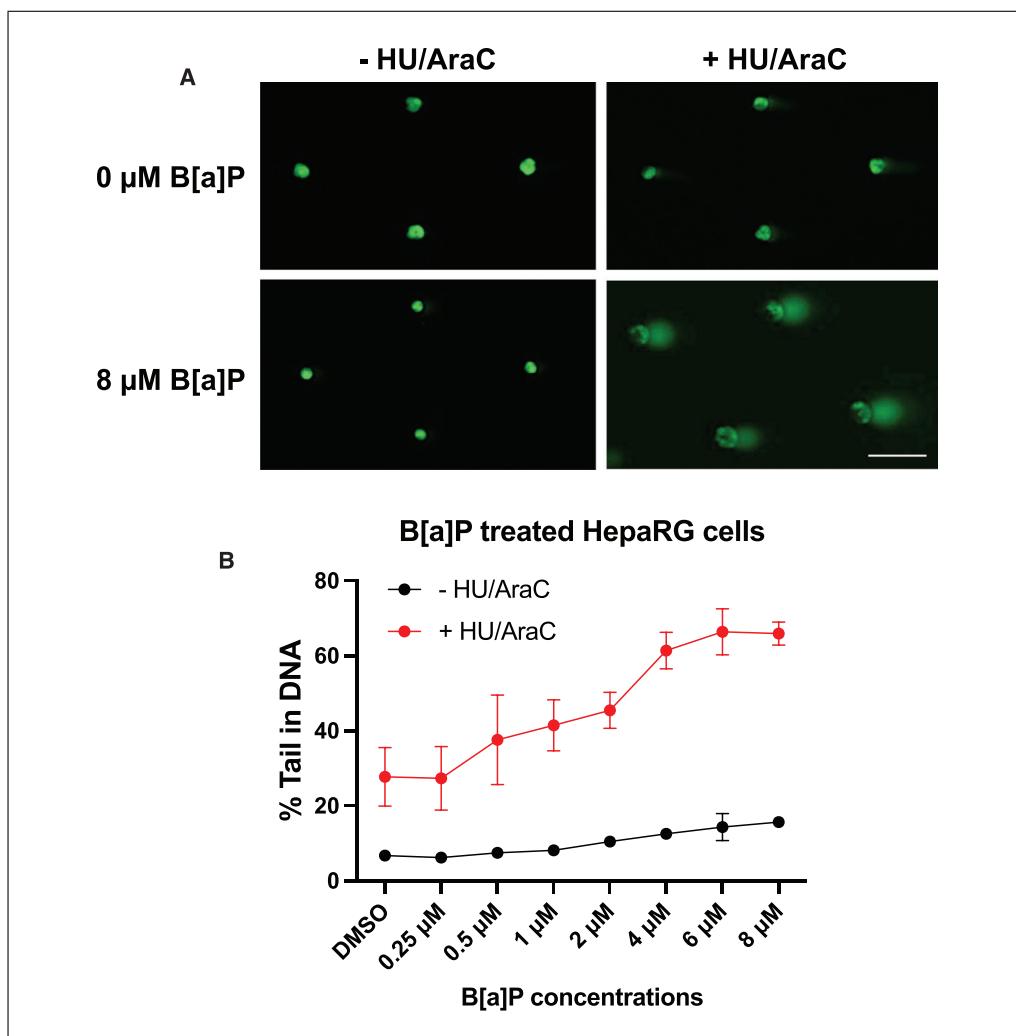 A
- HU/AraC
+ HU/AraC
0 µM B[a]P
8 µM B[a]P
B
B[a]P treated HepaRG cells
- HU/AraC
+ HU/AraC
% Tail in DNA
80
60
40
20
0
DMSO
0.25 µM
0.5 µM
1 µM
2 µM
4 µM
6 µM
8 µM
B[a]P concentrations